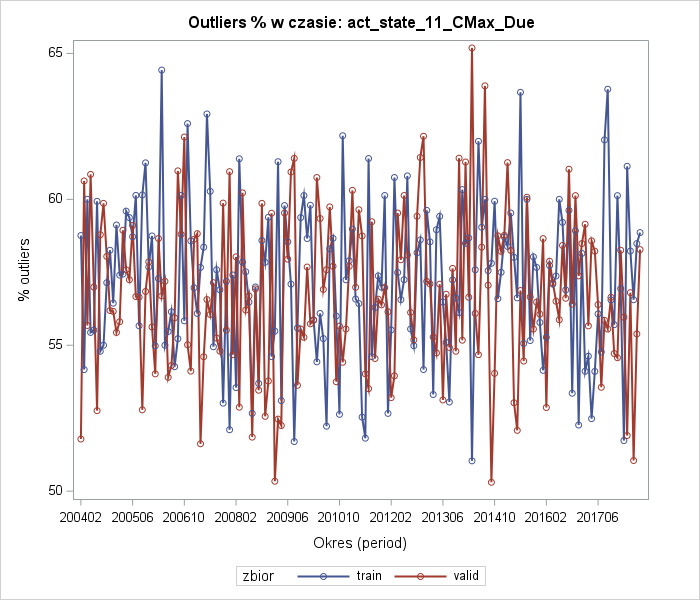 Outliers % w czasie: act_state_11_CMax_Due
65
60
55
50
% outliers
200402 200506 200610 200802 200906 201010 201202 201306 201410 201602 201706
Okres (period)
zbior train valid